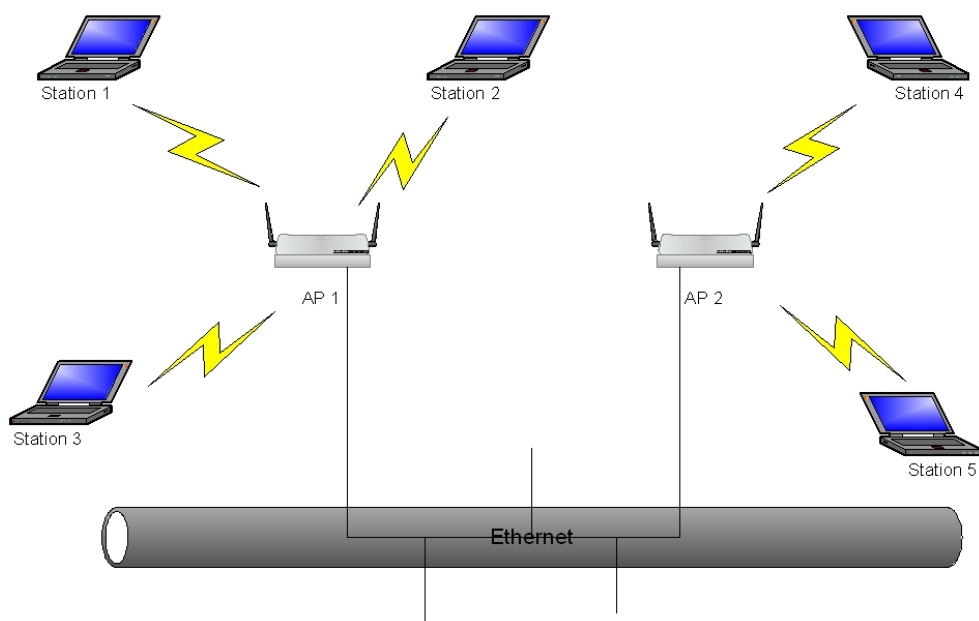 Station 1
Station 2
Station 4
AP 1
AP 2
Station 3
Station 5
Ethernet